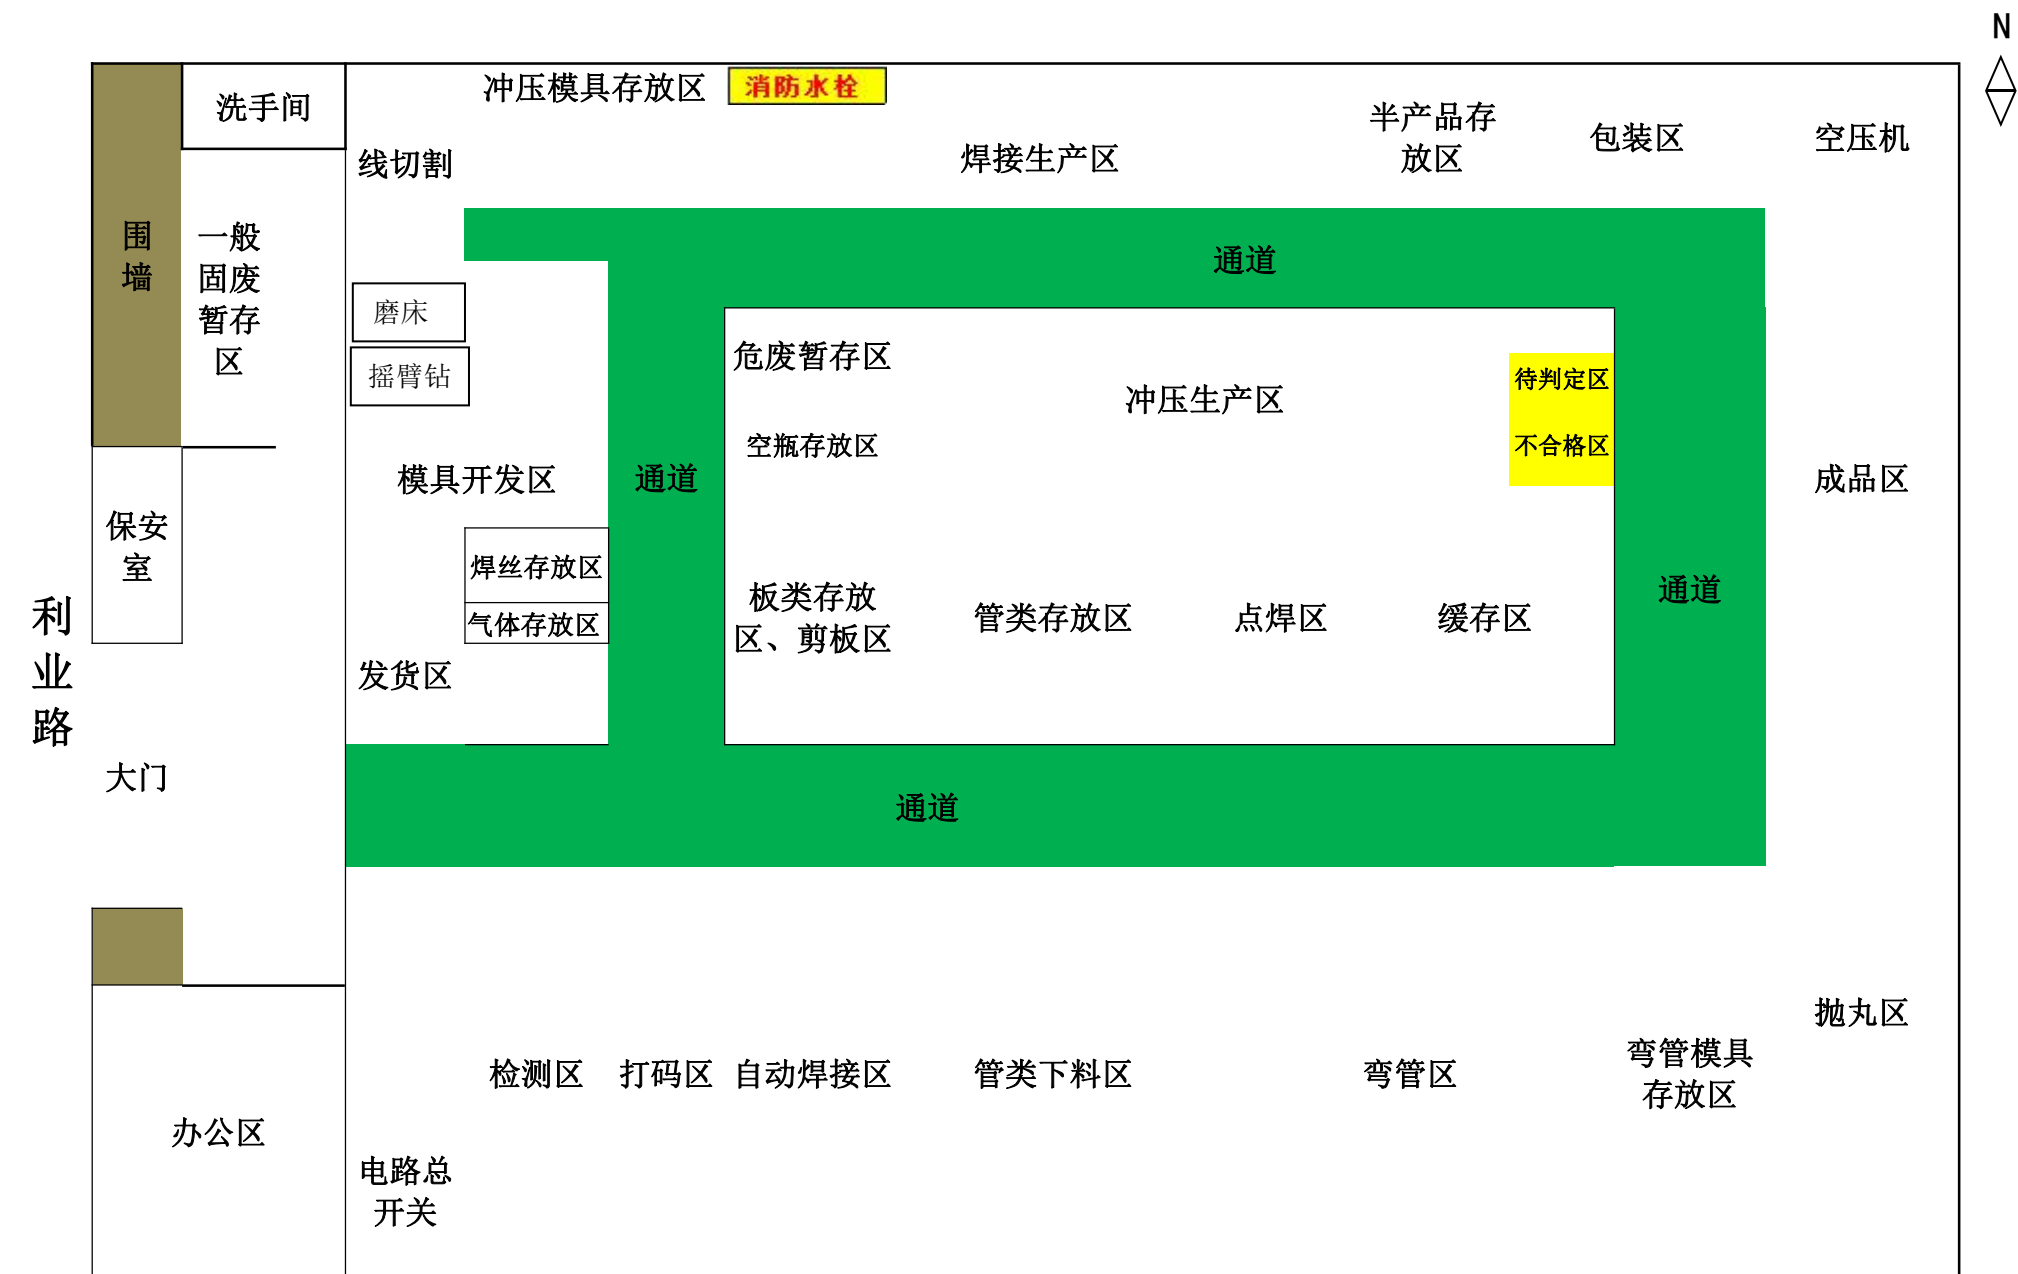 N
冲压模具存放区
消防水栓
洗手间
线切割
焊接生产区
半产品存
放区
包装区
空压机
围
墙
一般
固废
暂存
区
通道
磨床
摇臂钻
危废暂存区
冲压生产区
待判定区
空瓶存放区
不合格区
模具开发区
通道
成品区
保安
室
焊丝存放区
气体存放区
板类存放
区、剪板区
管类存放区
点焊区
缓存区
通道
利
业
路
发货区
大门
通道
抛丸区
检测区
打码区
自动焊接区
管类下料区
弯管区
弯管模具
存放区
办公区
电路总
开关